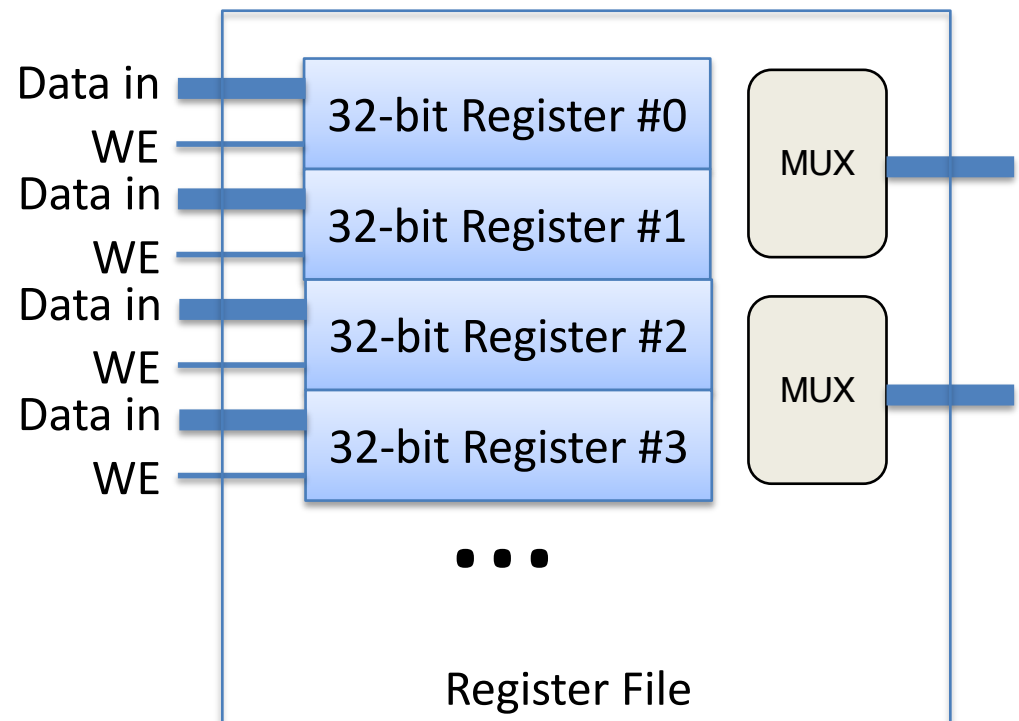 Data in
32-bit Register #0
WE
MUX
Data in
32-bit Register #1
WE
Data in
32-bit Register #2
WE
MUX
Data in
32-bit Register #3
WE
...
Register File